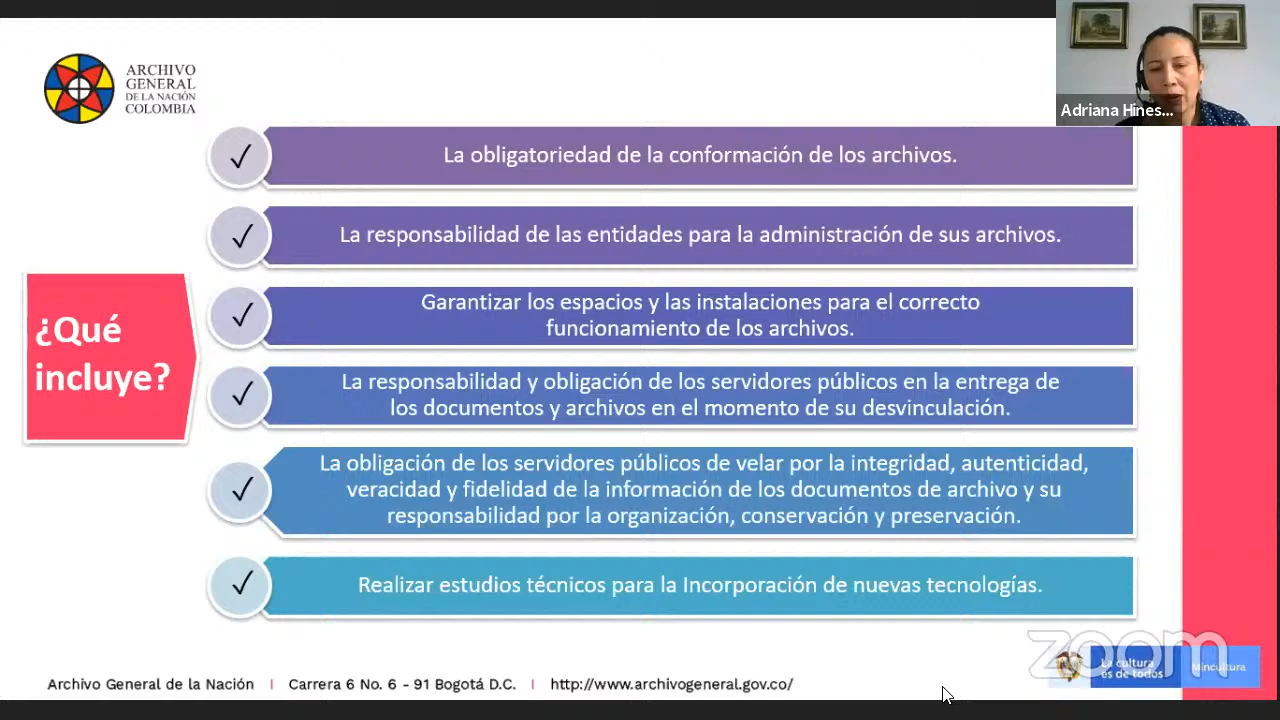 ARCHIVO
GENERAL
DE LA NACIÓN
COLOMBIA
Adriana Hines...
La obligatoriedad de la conformación de los archivos.
La responsabilidad de las entidades para la administración de sus archivos.
¿Qué
incluye?
Garantizar los espacios y las instalaciones para el correcto
funcionamiento de los archivos.
La responsabilidad y obligación de los servidores públicos en la entrega de
los documentos y archivos en el momento de su desvinculación.
La obligación de los servidores públicos de velar por la integridad, autenticidad,
veracidad y fidelidad de la información de los documentos de archivo y su
responsabilidad por la organización, conservación y preservación.
Realizar estudios técnicos para la Incorporación de nuevas tecnologías.
zoom
La cultura
es de todos
Mincultura
Archivo General de la Nación I Carrera 6 No. 6 - 91 Bogotá D.C. I http://www.archivogeneral.gov.co/